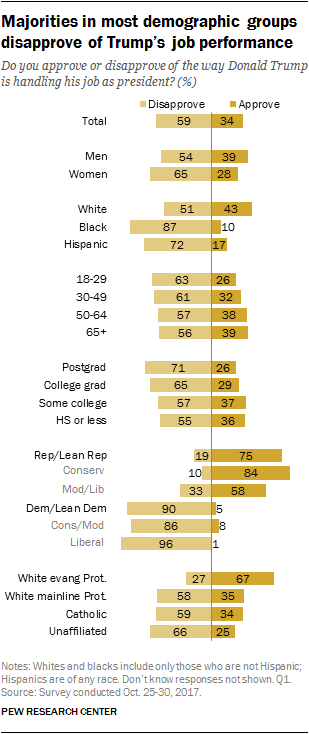 Majorities in most demographic groups
disapprove of Trump's job performance
Do you approve or disapprove of the way Donald Trump
is handling his job as president? (%)
Disapprove Approve
Total 59 34
Men 54 39
Women 65 28
White 51 43
Black 87 10
Hispanic 72 17
18-29 63 26
30-49 61 32
50-64 57 38
65+ 56 39
Postgrad 71 26
College grad 65 29
Some college 57 37
HS or less 55 36
Rep/Lean Rep 19 75
Conserv 10 84
Mod/Lib 33 58
Dem/Lean Dem 90 5
Cons/Mod 86 8
Liberal 96 1
White evang Prot. 27 67
White mainline Prot. 58 35
Catholic 59 34
Unaffiliated 66 25
Notes: Whites and blacks include only those who are not Hispanic;
Hispanics are of any race. Don't know responses not shown. Q1.
Source: Survey conducted Oct. 25-30, 2017.
PEW RESEARCH CENTER